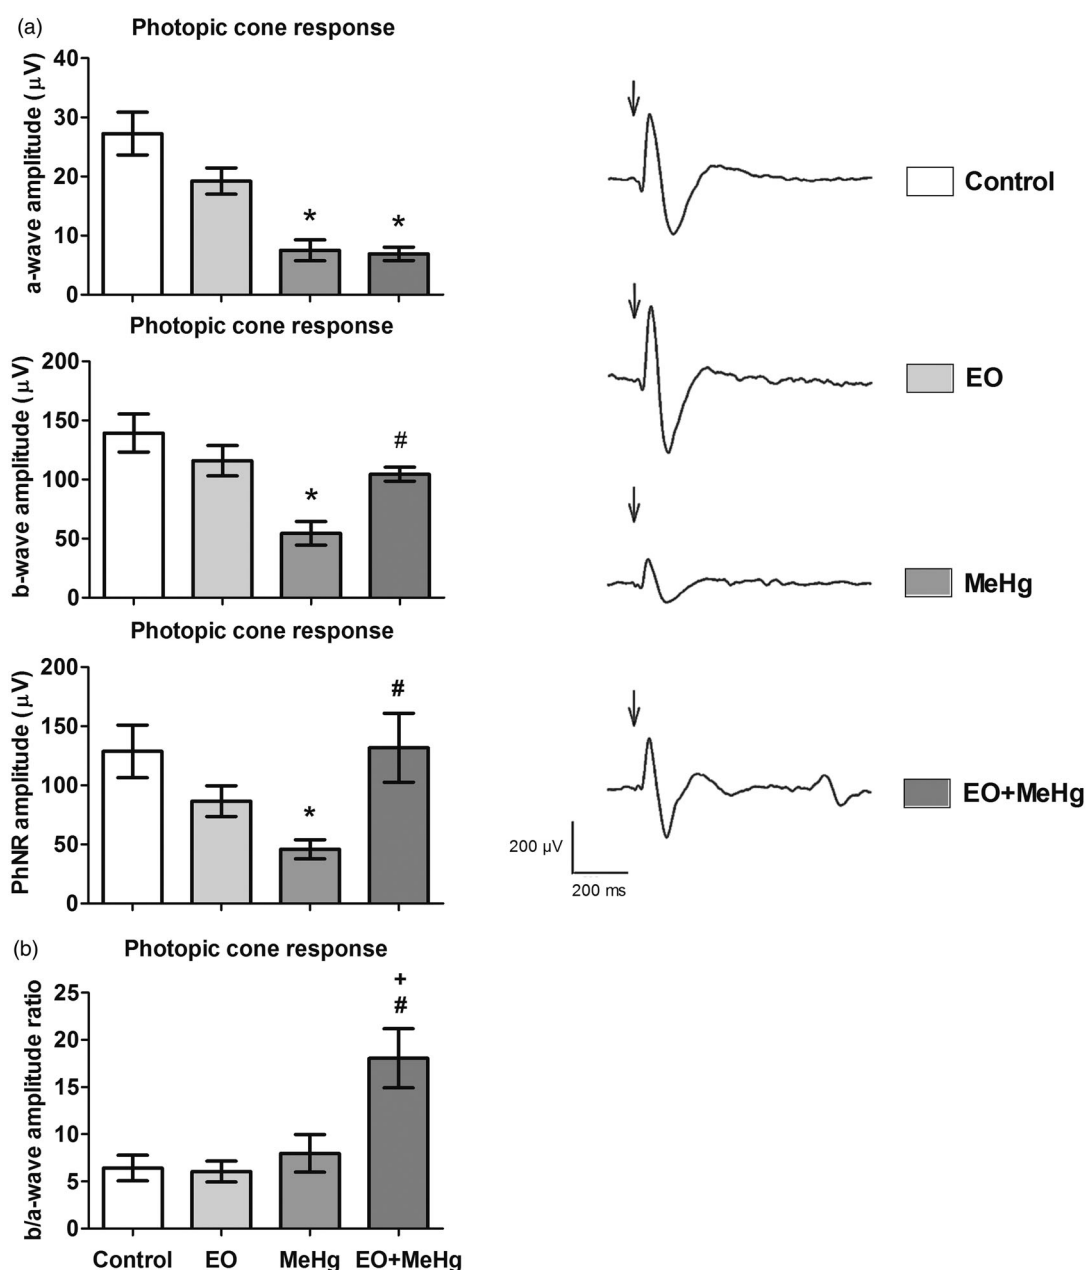 (a)
Photopic cone response
a-wave amplitude (μV)
40
30
20
10
0
*
*
Photopic cone response
b-wave amplitude (μV)
200
150
100
50
0
*
#
Photopic cone response
PhNR amplitude (μV)
200
150
100
50
0
*
#
Control
EO
MeHg
EO+MeHg
200 μV
200 ms
(b)
Photopic cone response
b/a-wave amplitude ratio
25
20
15
10
5
0
+
#
Control EO MeHg EO+MeHg